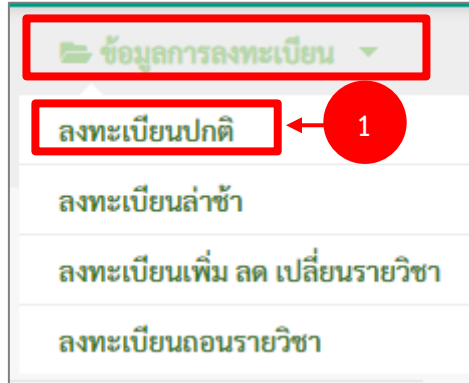 ข้อมูลการลงทะเบียน
ลงทะเบียนปกติ
1
ลงทะเบียนล่าช้า
ลงทะเบียนเพิ่ม ลด เปลี่ยนรายวิชา
ลงทะเบียนถอนรายวิชา